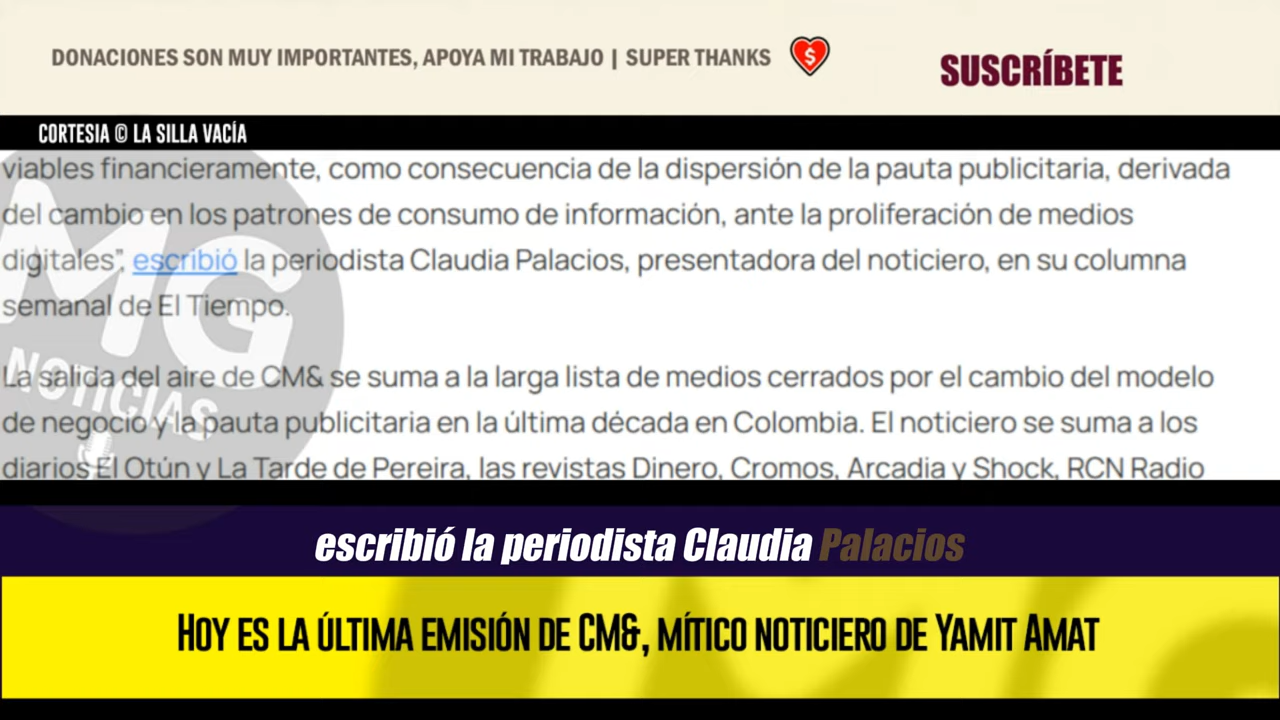 DONACIONES SON MUY IMPORTANTES, APOYA MI TRABAJO | SUPER THANKS
SUSCRÍBETE
CORTESIA © LA SILLA VACÍA
viables financieramente, como consecuencia de la dispersión de la pauta publicitaria, derivada
del cambio en los patrones de consumo de información, ante la proliferación de medios
digitales”, escribió la periodista Claudia Palacios, presentadora del noticiero, en su columna
semanal de El Tiempo.
La salida del aire de CM& se suma a la larga lista de medios cerrados por el cambio del modelo
de negocio y la pauta publicitaria en la última década en Colombia. El noticiero se suma a los
diarios El Otún y La Tarde de Pereira, las revistas Dinero, Cromos, Arcadia y Shock, RCN Radio
MG
NOTICIAS
escribió la periodista Claudia Palacios
HOY ES LA ÚLTIMA EMISIÓN DE CM&, MÍTICO NOTICIERO DE YAMIT AMAT